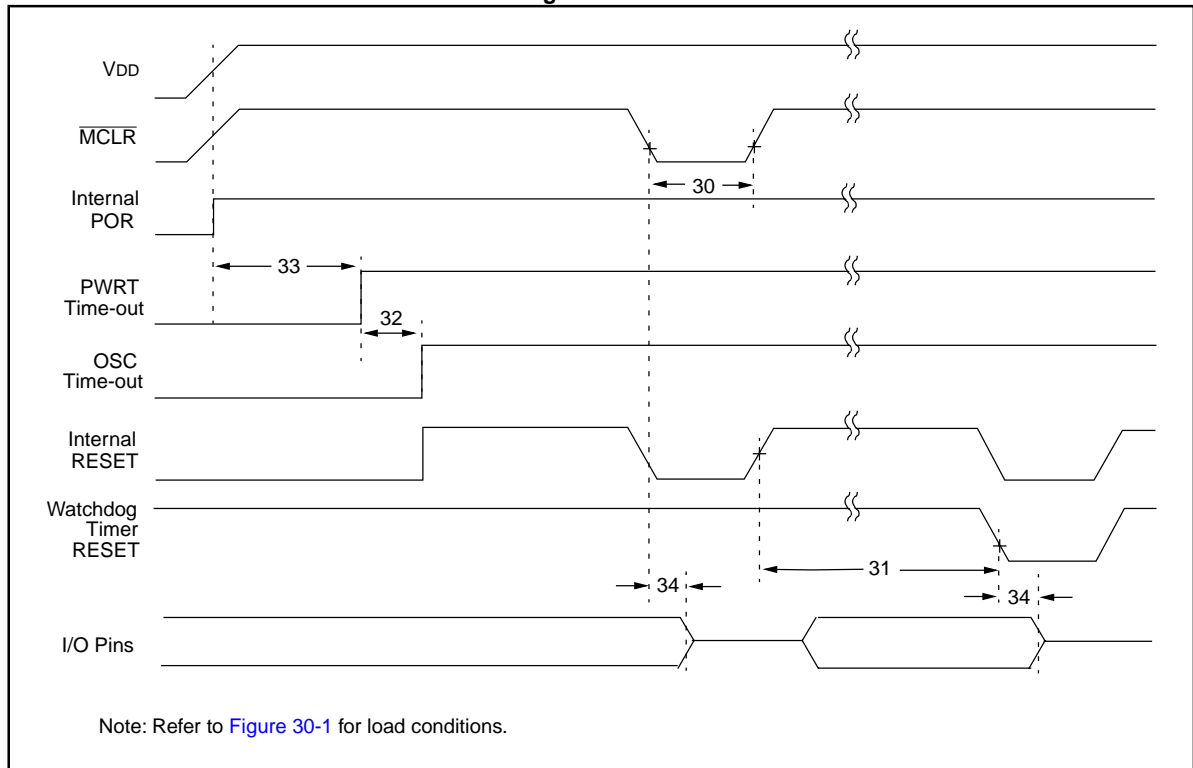 g
VDD
MCLR
Internal
POR
30
33
PWRT
Time-out
32
OSC
Time-out
Internal
RESET
Watchdog
Timer
RESET
31
34
34
I/O Pins
Note: Refer to Figure 30-1 for load conditions.